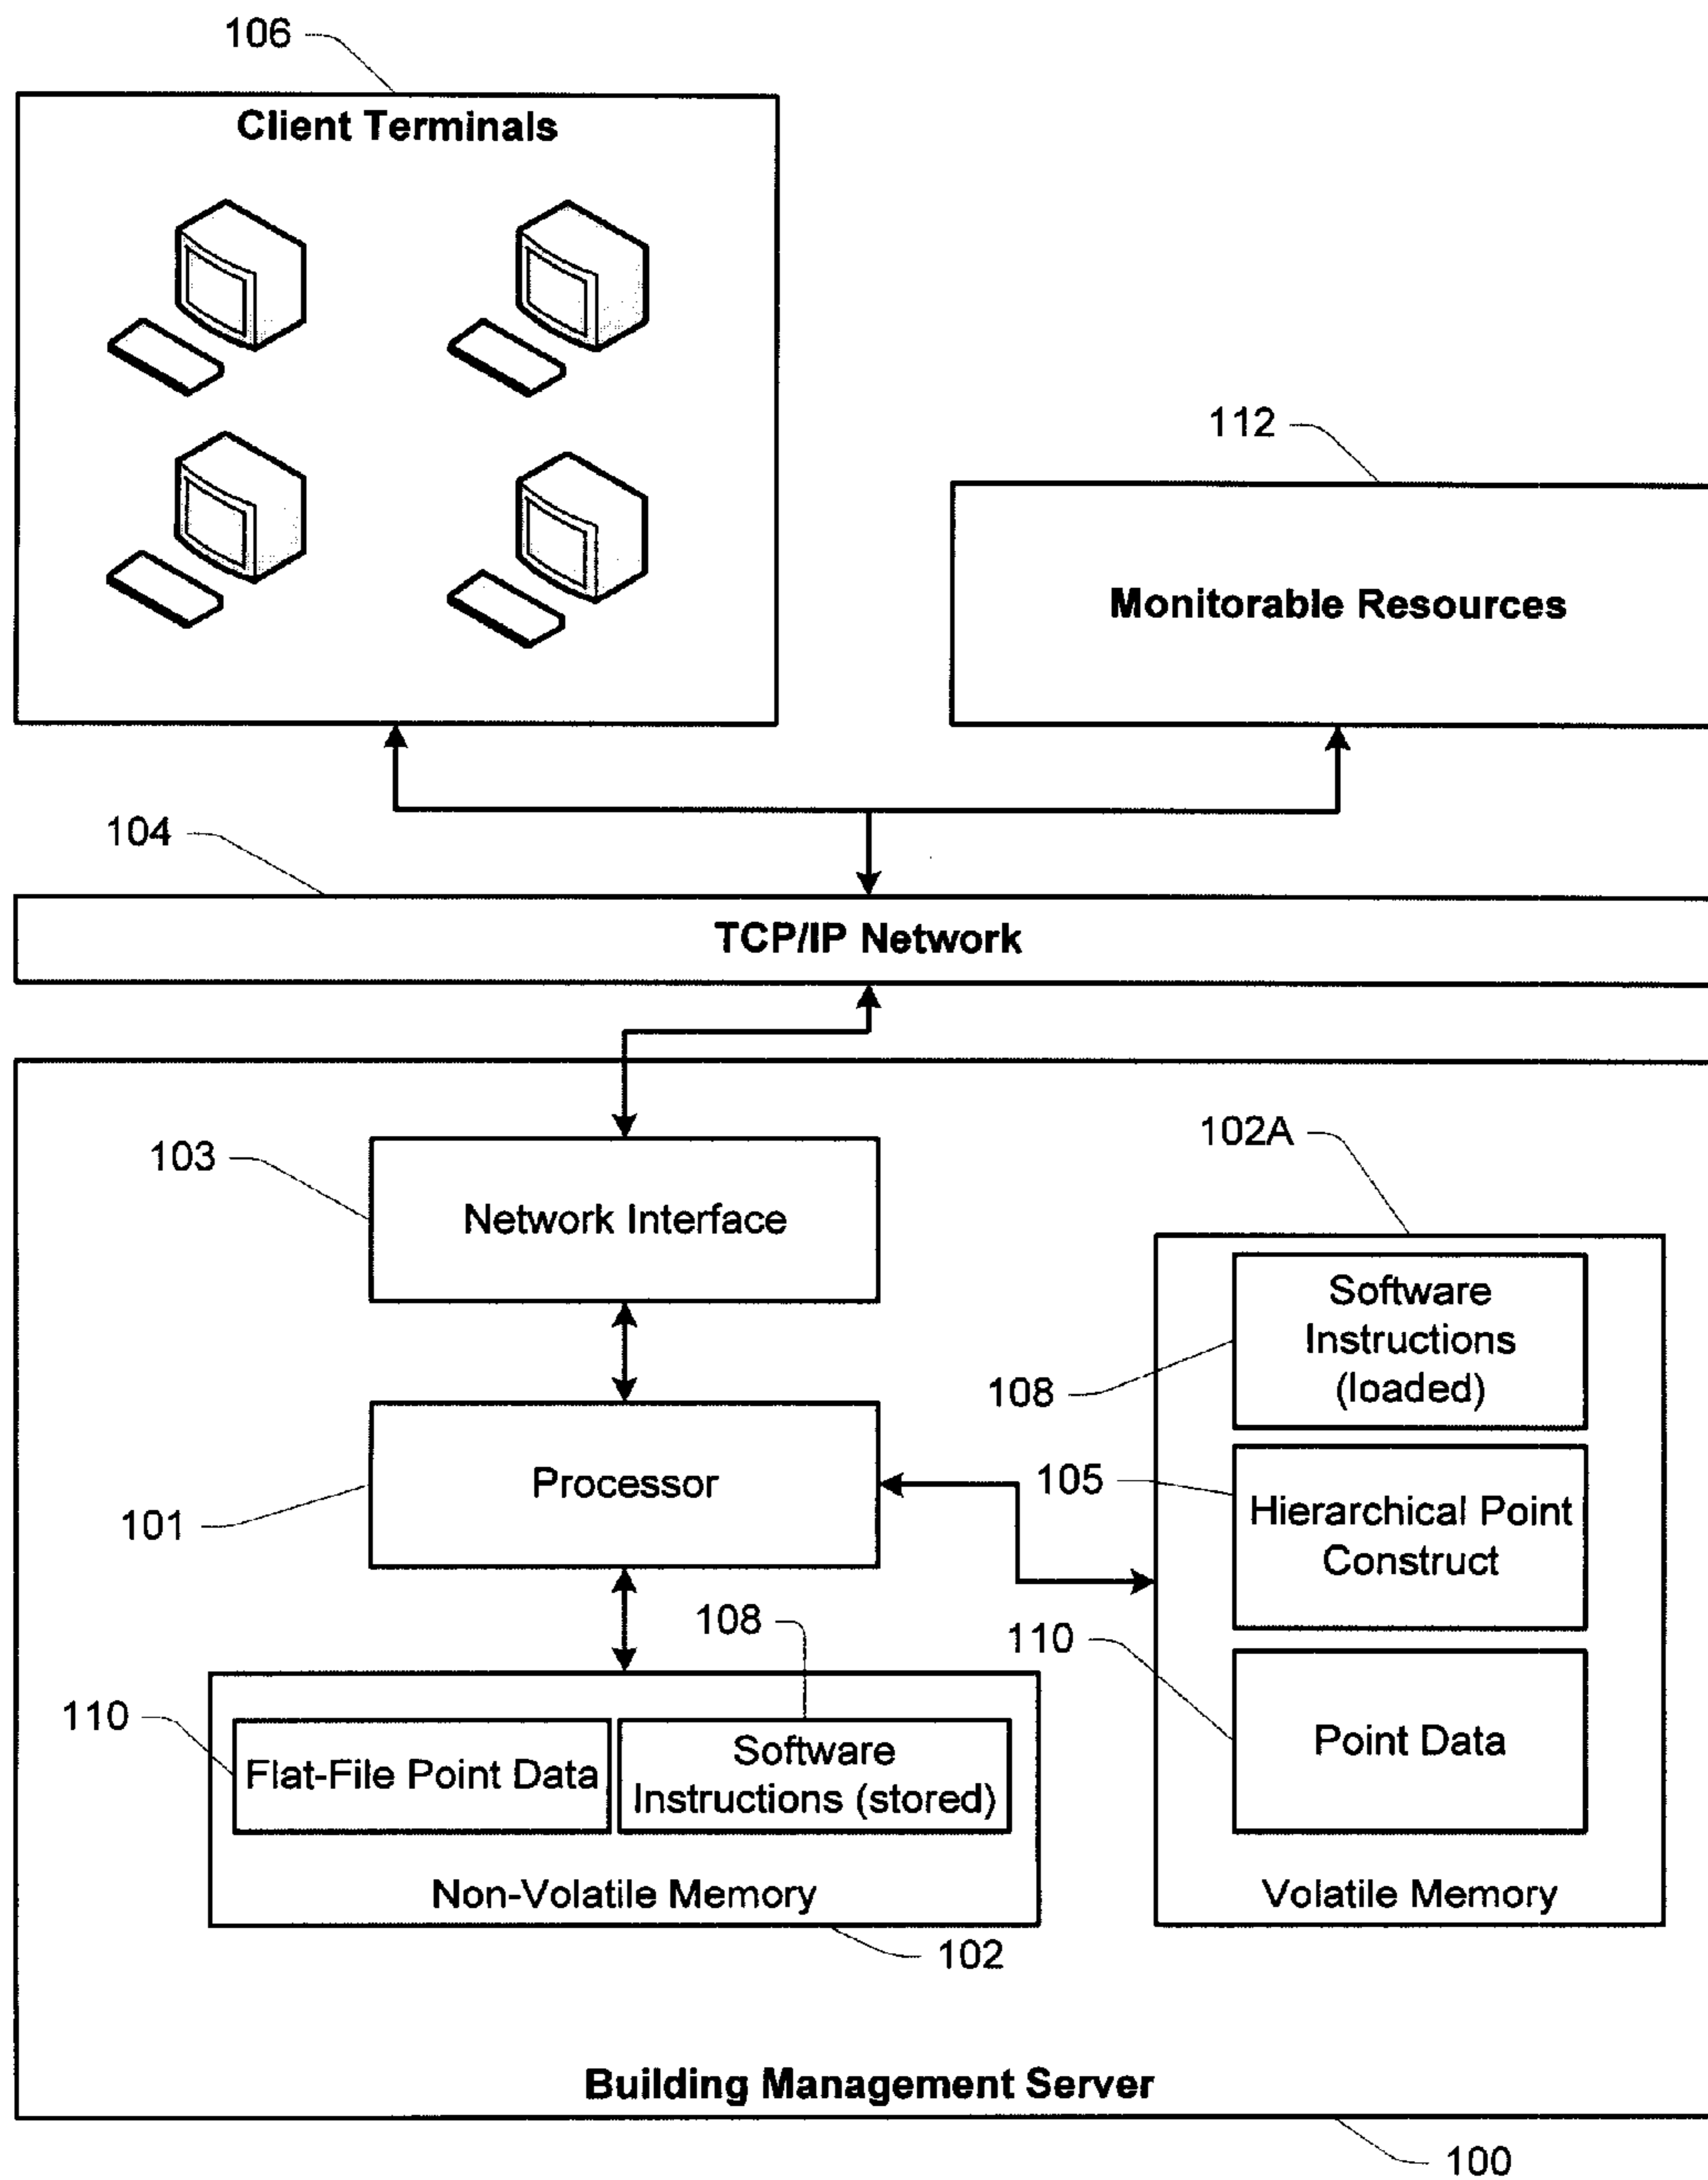 106
Client Terminals
112
Monitorable Resources
104
TCP/IP Network
103
Network Interface
102A
Software
Instructions
(loaded)
108
105
Hierarchical Point
Construct
Processor
101
108
110
Point Data
110
Flat-File Point Data
Software
Instructions (stored)
Non-Volatile Memory
Volatile Memory
102
Building Management Server
100